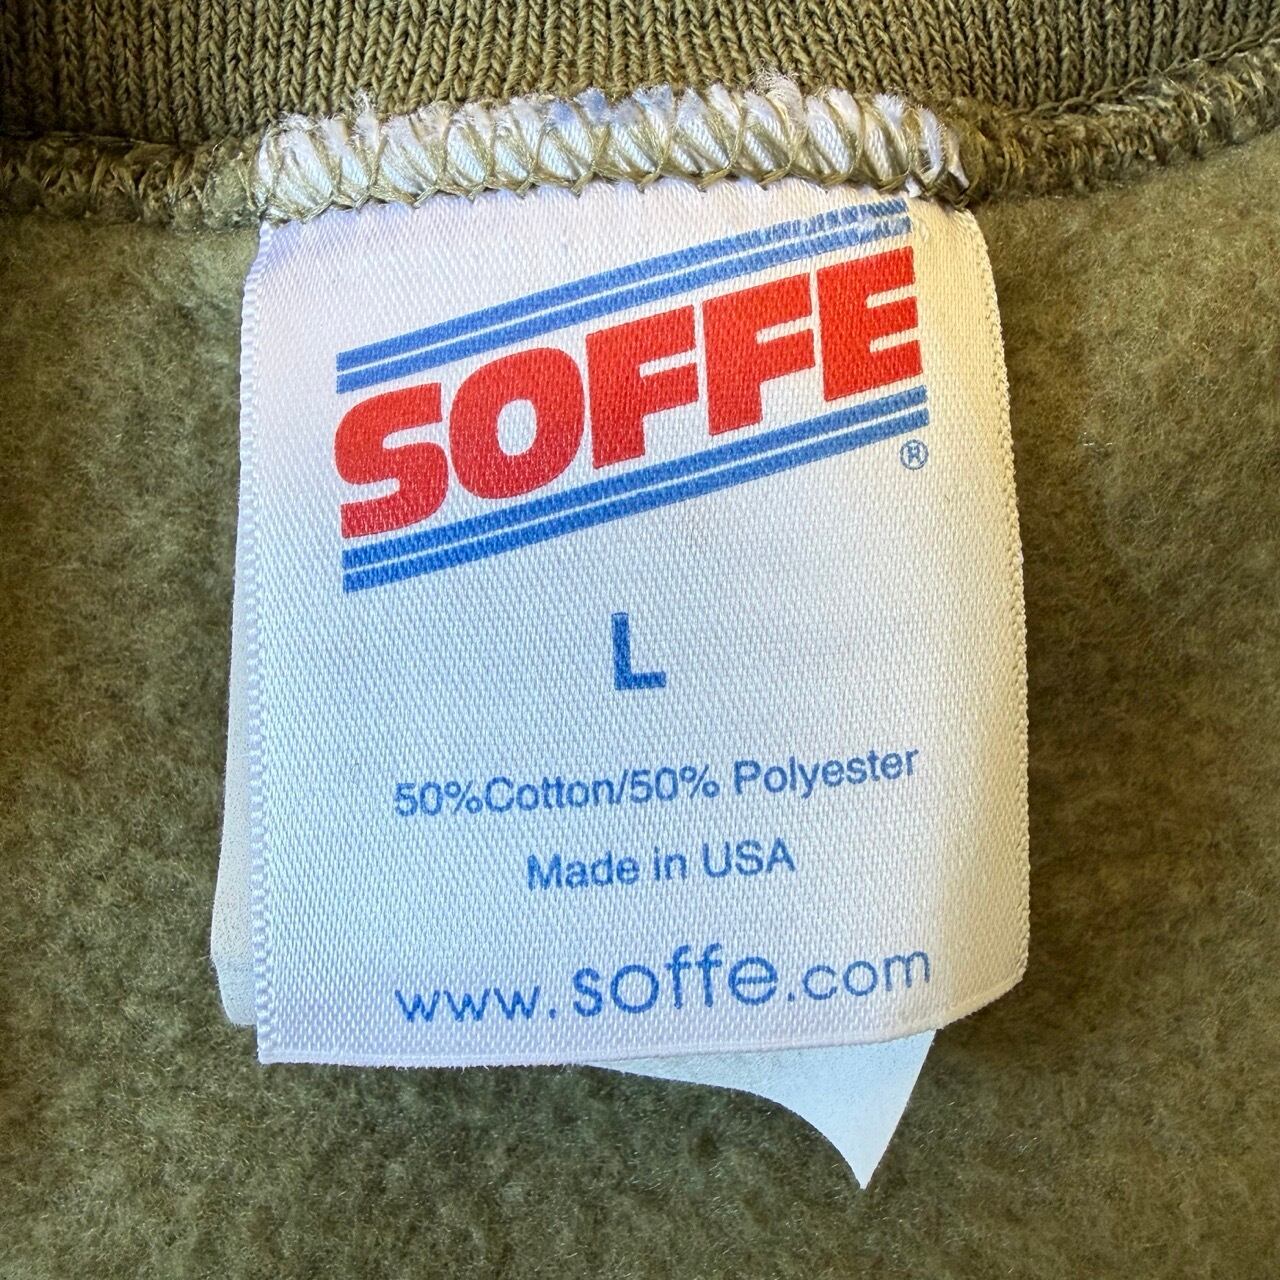 SOFFE
®
L
50%Cotton/50% Polyester
Made in USA
www.soffe.com